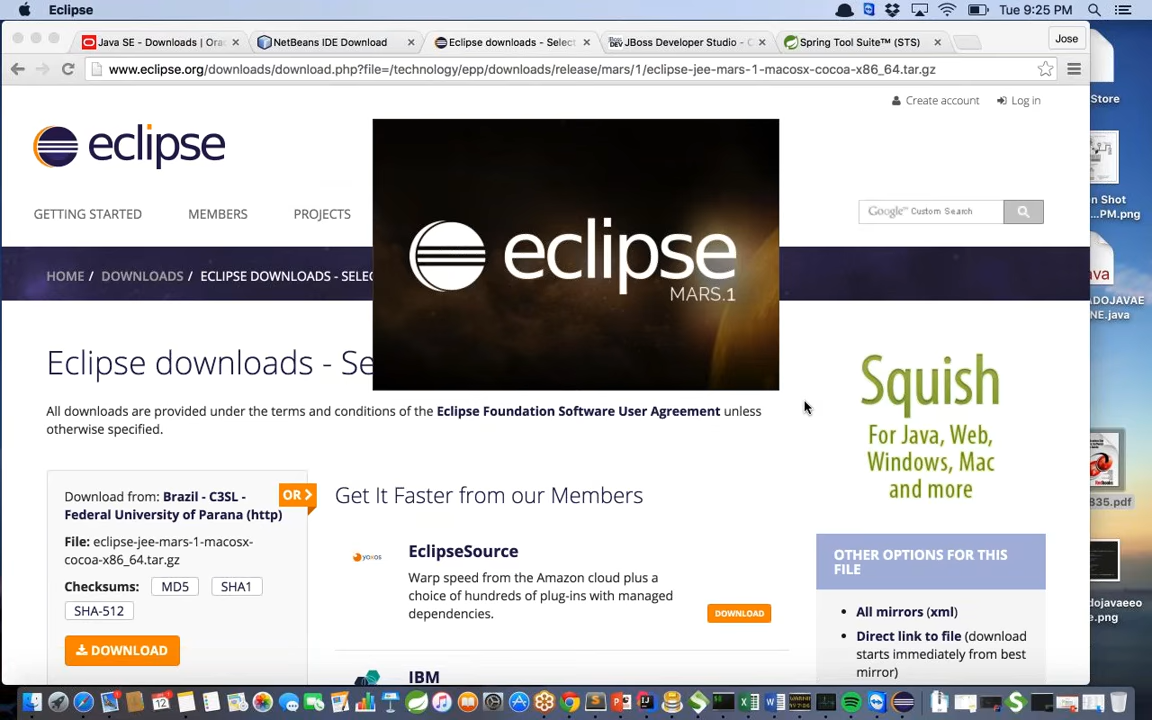 Eclipse
Tue 9:25 PM
Java SE - Downloads | Ora
NetBeans IDE Download
Eclipse downloads - Select
JBoss Developer Studio - C
Spring Tool Suite™ (STS)
Jose
www.eclipse.org/downloads/download.php?file=/technology/epp/downloads/release/mars/1/eclipse-jee-mars-1-macosx-cocoa-x86_64.tar.gz
Create account
Log in
eclipse
GETTING STARTED
MEMBERS
PROJECTS
Google™ Custom Search
HOME / DOWNLOADS / ECLIPSE DOWNLOADS - SELEC
eclipse
MARS.1
Eclipse downloads - Se
All downloads are provided under the terms and conditions of the Eclipse Foundation Software User Agreement unless
otherwise specified.
Download from: Brazil - C3SL -
Federal University of Parana (http)
File: eclipse-jee-mars-1-macosx-
cocoa-x86_64.tar.gz
Checksums: MD5 SHA1
SHA-512
DOWNLOAD
OR
Get It Faster from our Members
yoxos
EclipseSource
Warp speed from the Amazon cloud plus a
choice of hundreds of plug-ins with managed
dependencies.
DOWNLOAD
IBM
Squish
For Java, Web,
Windows, Mac
and more
OTHER OPTIONS FOR THIS
FILE
• All mirrors (xml)
• Direct link to file (download
starts immediately from best
mirror)
Store
n Shot
...PM.png
ava
DOJAVAE
NE.java
835.pdf
dojavaeeo
e.png